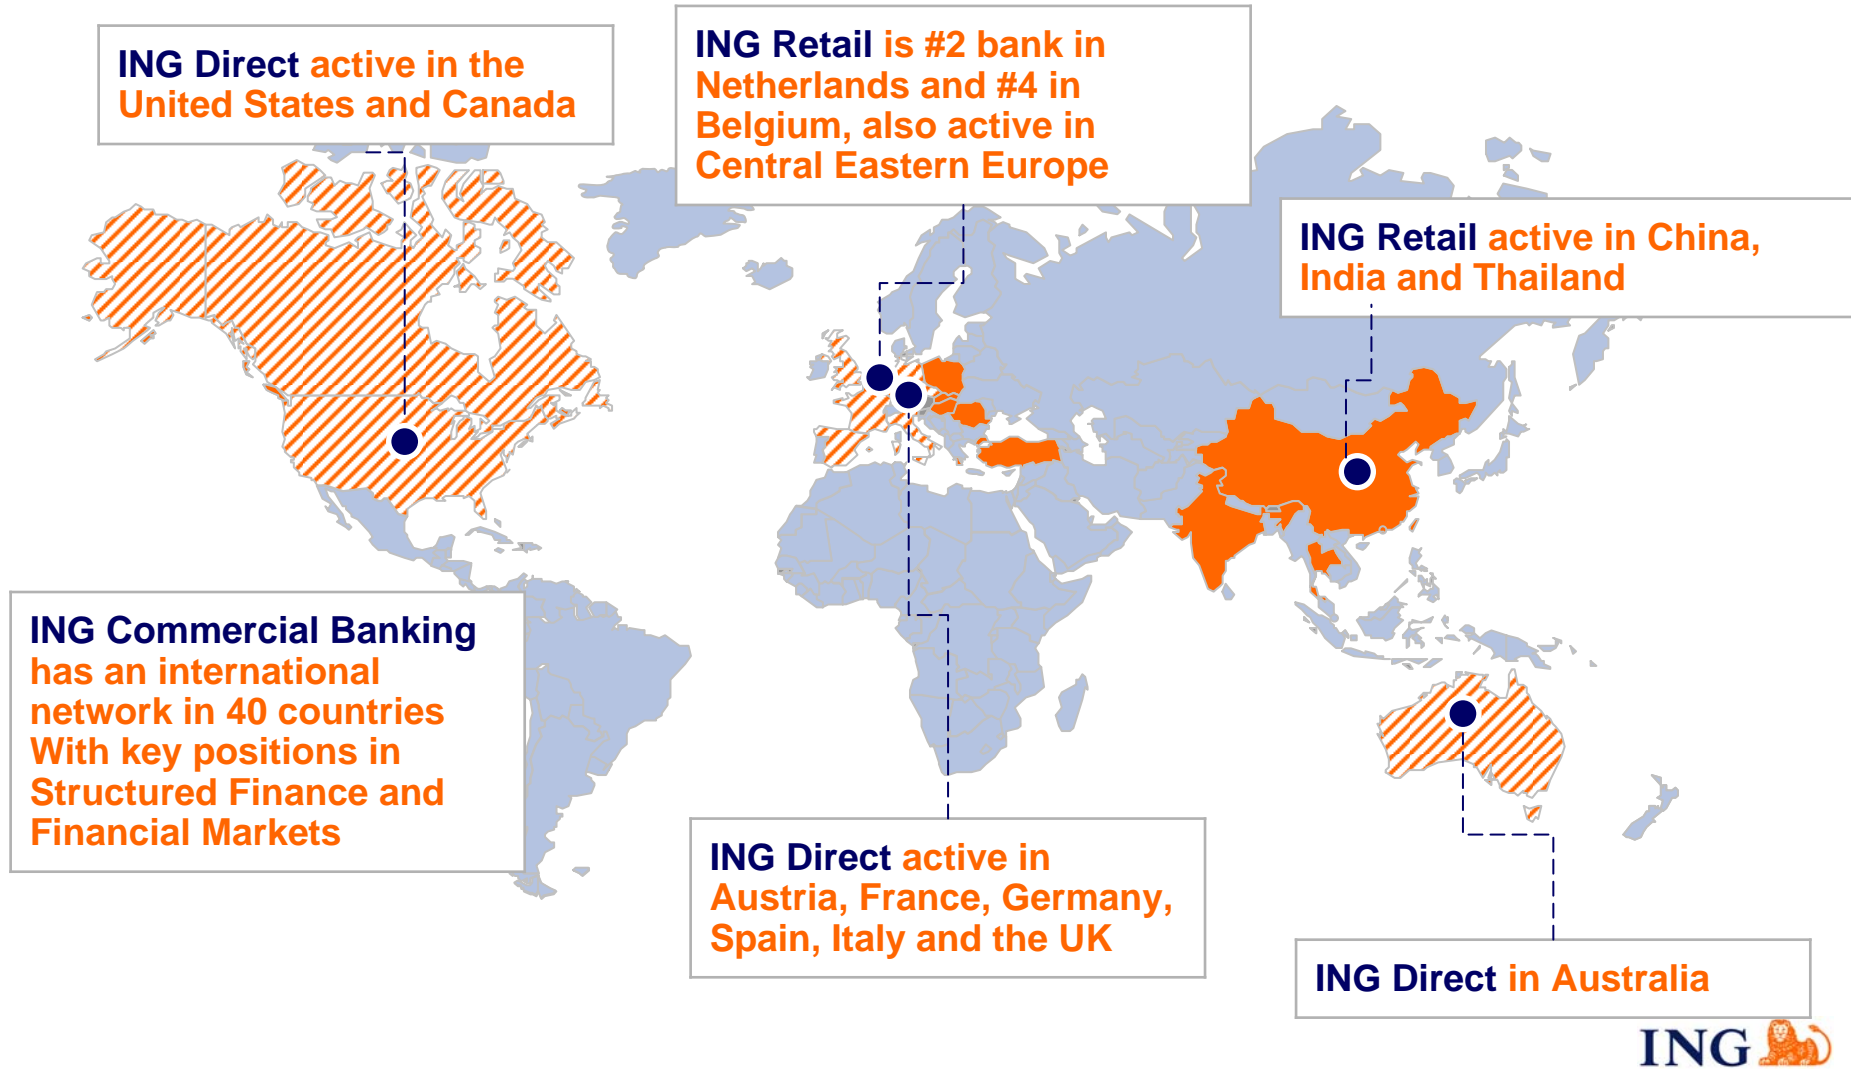 ING Direct active in the
United States and Canada
ING Retail is #2 bank in
Netherlands and #4 in
Belgium, also active in
Central Eastern Europe
ING Retail active in China,
India and Thailand
ING Commercial Banking
has an international
network in 40 countries
With key positions in
Structured Finance and
Financial Markets
ING Direct active in
Austria, France, Germany,
Spain, Italy and the UK
ING Direct in Australia
ING